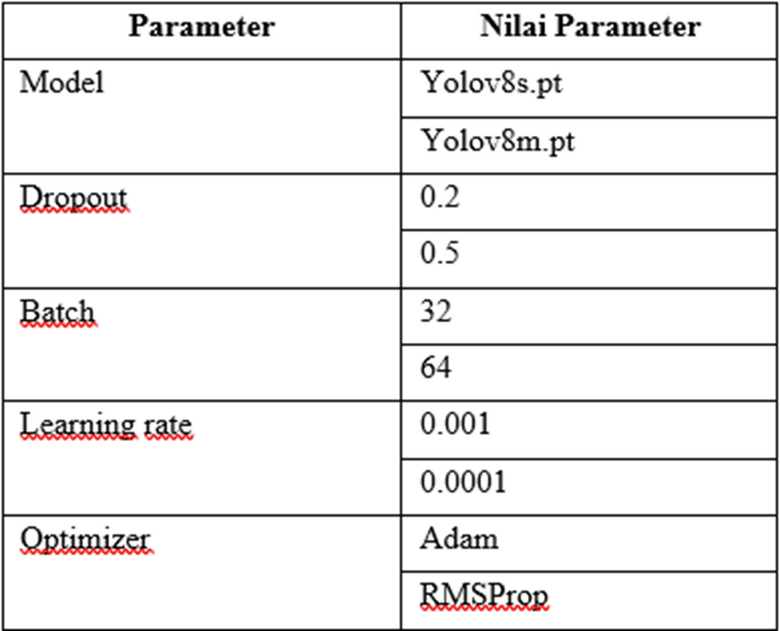 Parameter Nilai Parameter
Model Yolov8s.pt
Yolov8m.pt
Dropout 0.2
0.5
Batch 32
64
Learning rate 0.001
0.0001
Optimizer Adam
RMSProp